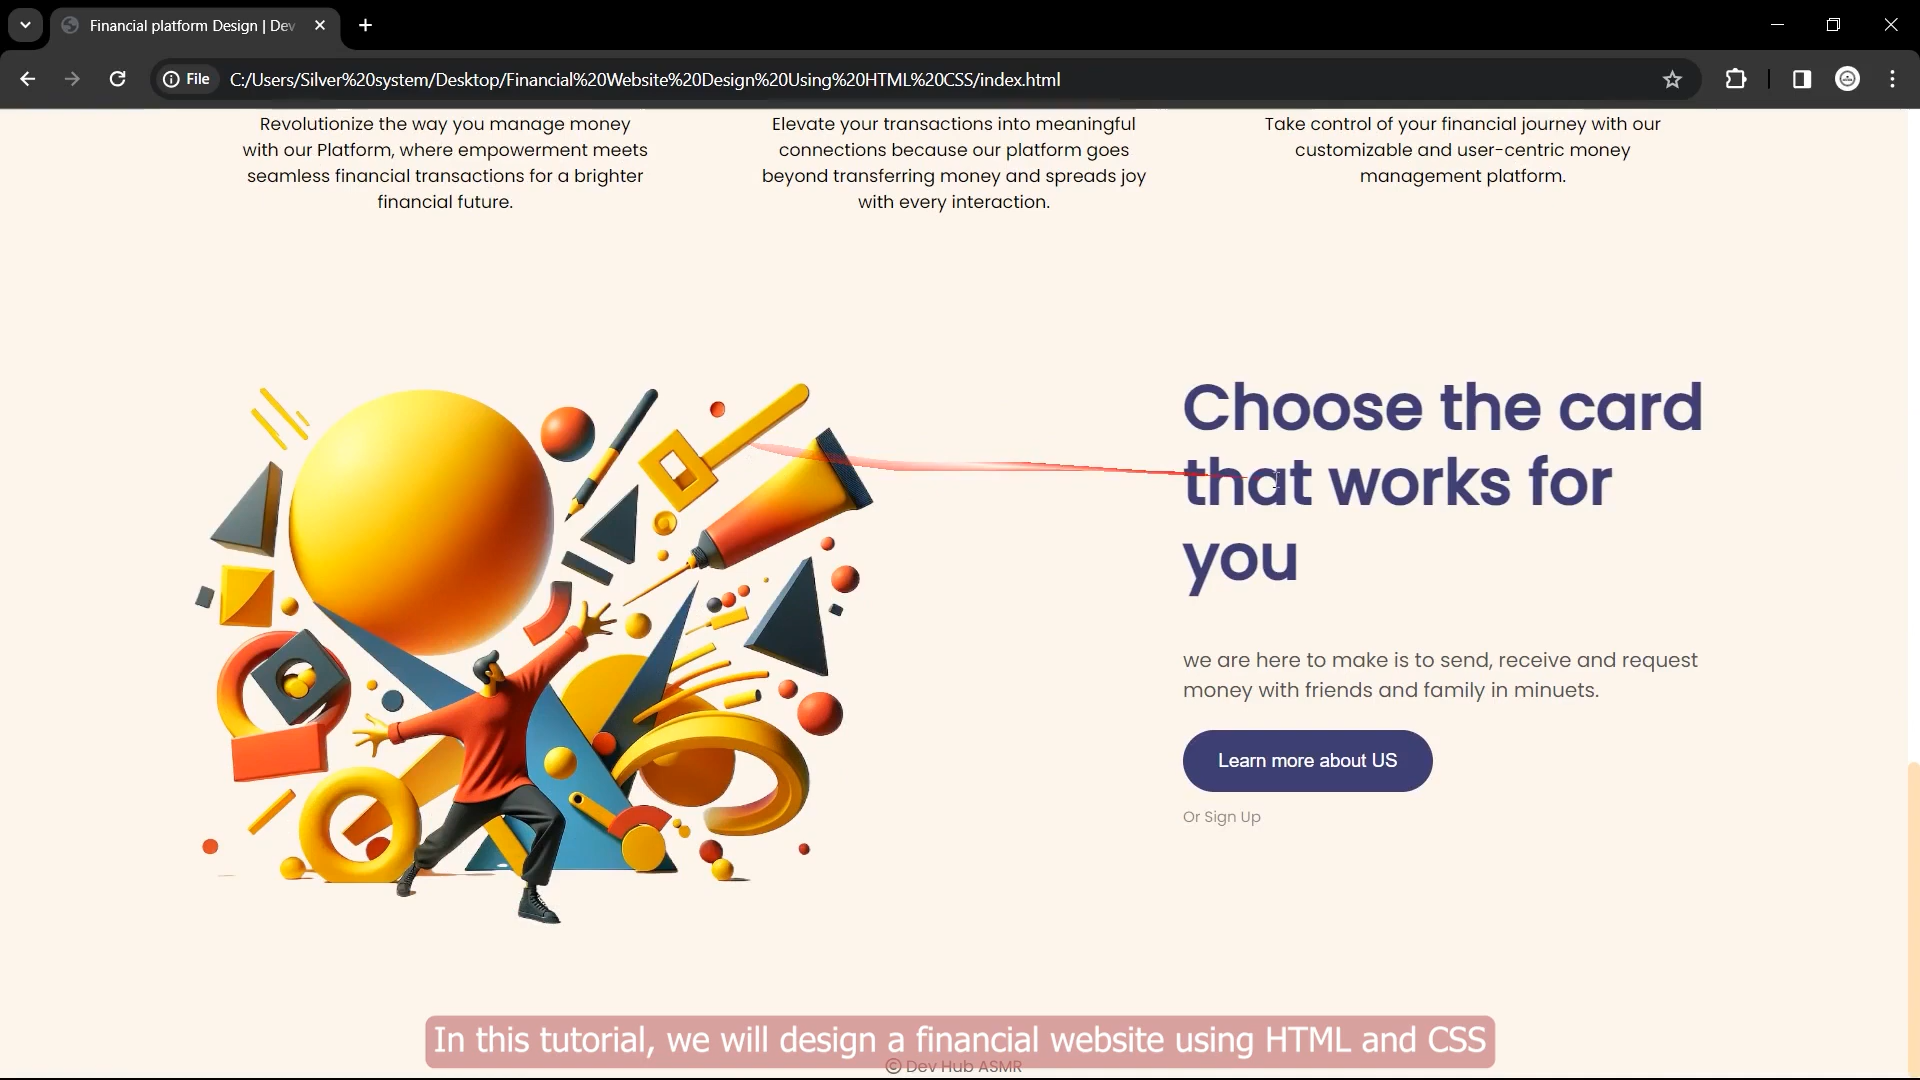 Financial platform Design | Dev
File
C:/Users/Silver%20system/Desktop/Financial%20Website%20Design%20Using%20HTML%20CSS/index.html
Revolutionize the way you manage money
with our Platform, where empowerment meets
seamless financial transactions for a brighter
financial future.
Elevate your transactions into meaningful
connections because our platform goes
beyond transferring money and spreads joy
with every interaction.
Take control of your financial journey with our
customizable and user-centric money
management platform.
Choose the card
that works for
you
we are here to make is to send, receive and request
money with friends and family in minuets.
Learn more about US
Or Sign Up
In this tutorial, we will design a financial website using HTML and CSS
© Dev Hub ASMR